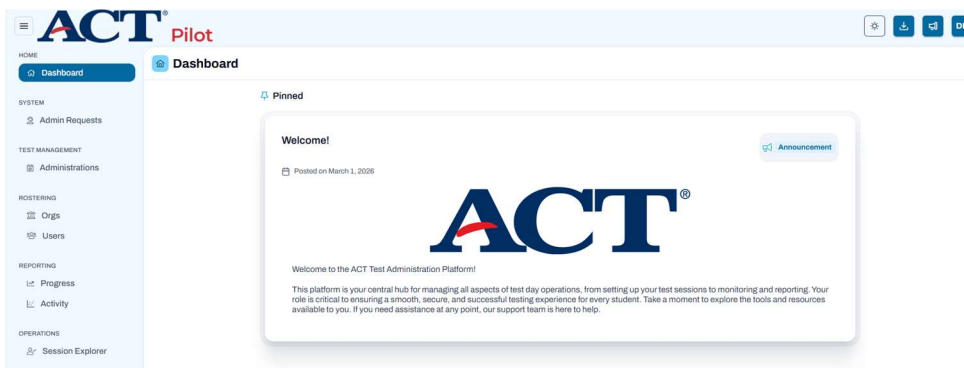 ACT® Pilot
HOME
Dashboard
SYSTEM
Admin Requests
TEST MANAGEMENT
Administrations
ROSTERING
Orgs
Users
REPORTING
Progress
Activity
OPERATIONS
Session Explorer
Dashboard
Pinned
Welcome!
Announcement
Posted on March 1, 2026
ACT®
Welcome to the ACT Test Administration Platform!
This platform is your central hub for managing all aspects of test day operations, from setting up your test sessions to monitoring and reporting. Your
role is critical to ensuring a smooth, secure, and successful testing experience for every student. Take a moment to explore the tools and resources
available to you. If you need assistance at any point, our support team is here to help.